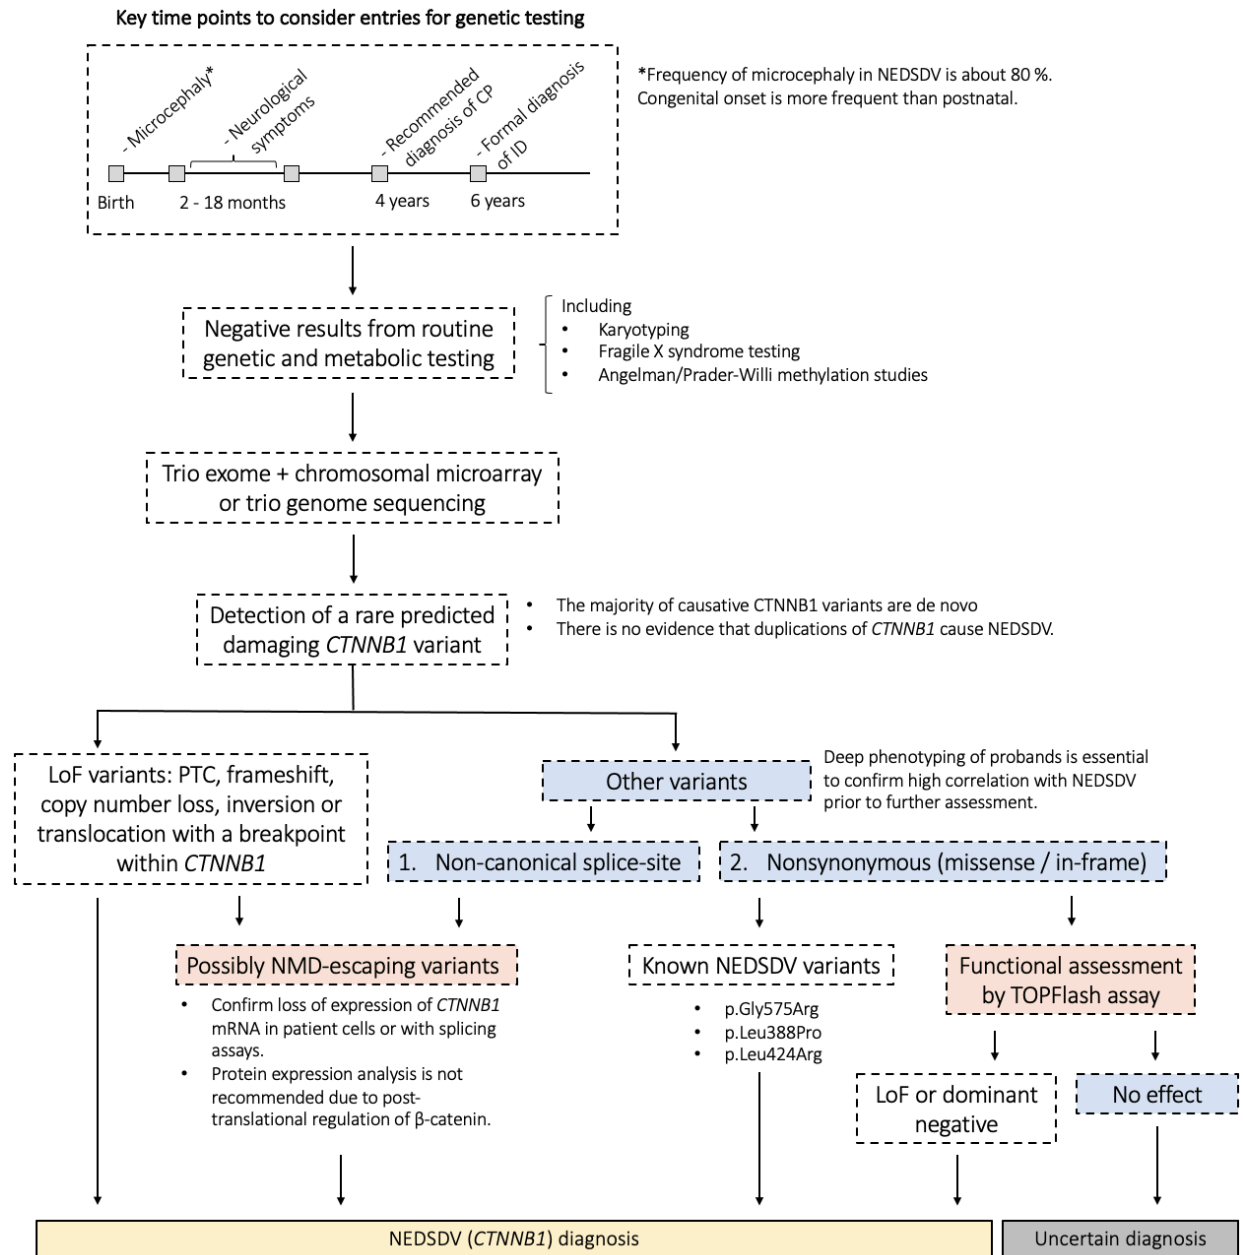 Key time points to consider entries for genetic testing
- Microcephaly*
- Neurological
symptoms
- Recommended
diagnosis of CP
- Formal diagnosis
of ID
Birth
2 - 18 months
4 years
6 years
*Frequency of microcephaly in NEDSDV is about 80 %.
Congenital onset is more frequent than postnatal.
Negative results from routine
genetic and metabolic testing
Including
• Karyotyping
• Fragile X syndrome testing
• Angelman/Prader-Willi methylation studies
Trio exome + chromosomal microarray
or trio genome sequencing
Detection of a rare predicted
damaging CTNNB1 variant
• The majority of causative CTNNB1 variants are de novo
• There is no evidence that duplications of CTNNB1 cause NEDSDV.
LoF variants: PTC, frameshift,
copy number loss, inversion or
translocation with a breakpoint
within CTNNB1
Other variants
Deep phenotyping of probands is essential
to confirm high correlation with NEDSDV
prior to further assessment.
1. Non-canonical splice-site
2. Nonsynonymous (missense / in-frame)
Possibly NMD-escaping variants
• Confirm loss of expression of CTNNB1
mRNA in patient cells or with splicing
assays.
• Protein expression analysis is not
recommended due to post-
translational regulation of β-catenin.
Known NEDSDV variants
• p.Gly575Arg
• p.Leu388Pro
• p.Leu424Arg
Functional assessment
by TOPFlash assay
LoF or dominant
negative
No effect
NEDSDV (CTNNB1) diagnosis
Uncertain diagnosis